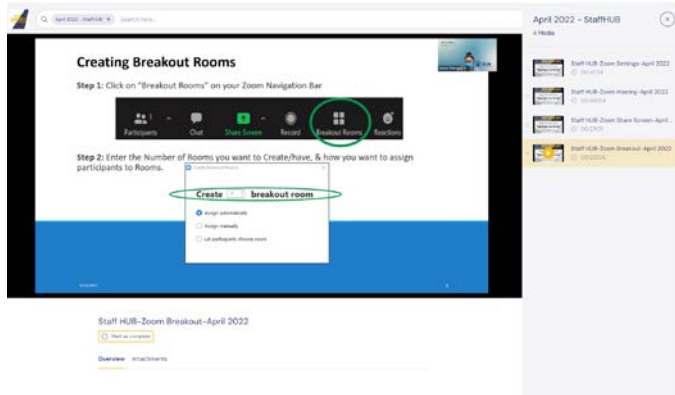 April 2022 - StaffHUB × Search here...
Creating Breakout Rooms
Step 1: Click on "Breakout Rooms" on your Zoom Navigation Bar
Participants Chat Share Screen Record Breakout Rooms Reactions
Step 2: Enter the Number of Rooms you want to Create/have, & how you want to assign
participants to Rooms.
Create Breakout Rooms
Create breakout room
Assign automatically
Assign manually
Let participants choose room
Staff HUB-Zoom Breakout-April 2022
Mark as complete
Overview Attachments
April 2022 - StaffHUB
4 Media
Staff HUB-Zoom Settings-April 2022
Staff HUB-Zoom Meeting-April 2022
Staff HUB-Zoom Share Screen-April...
Staff HUB-Zoom Breakout-April 2022